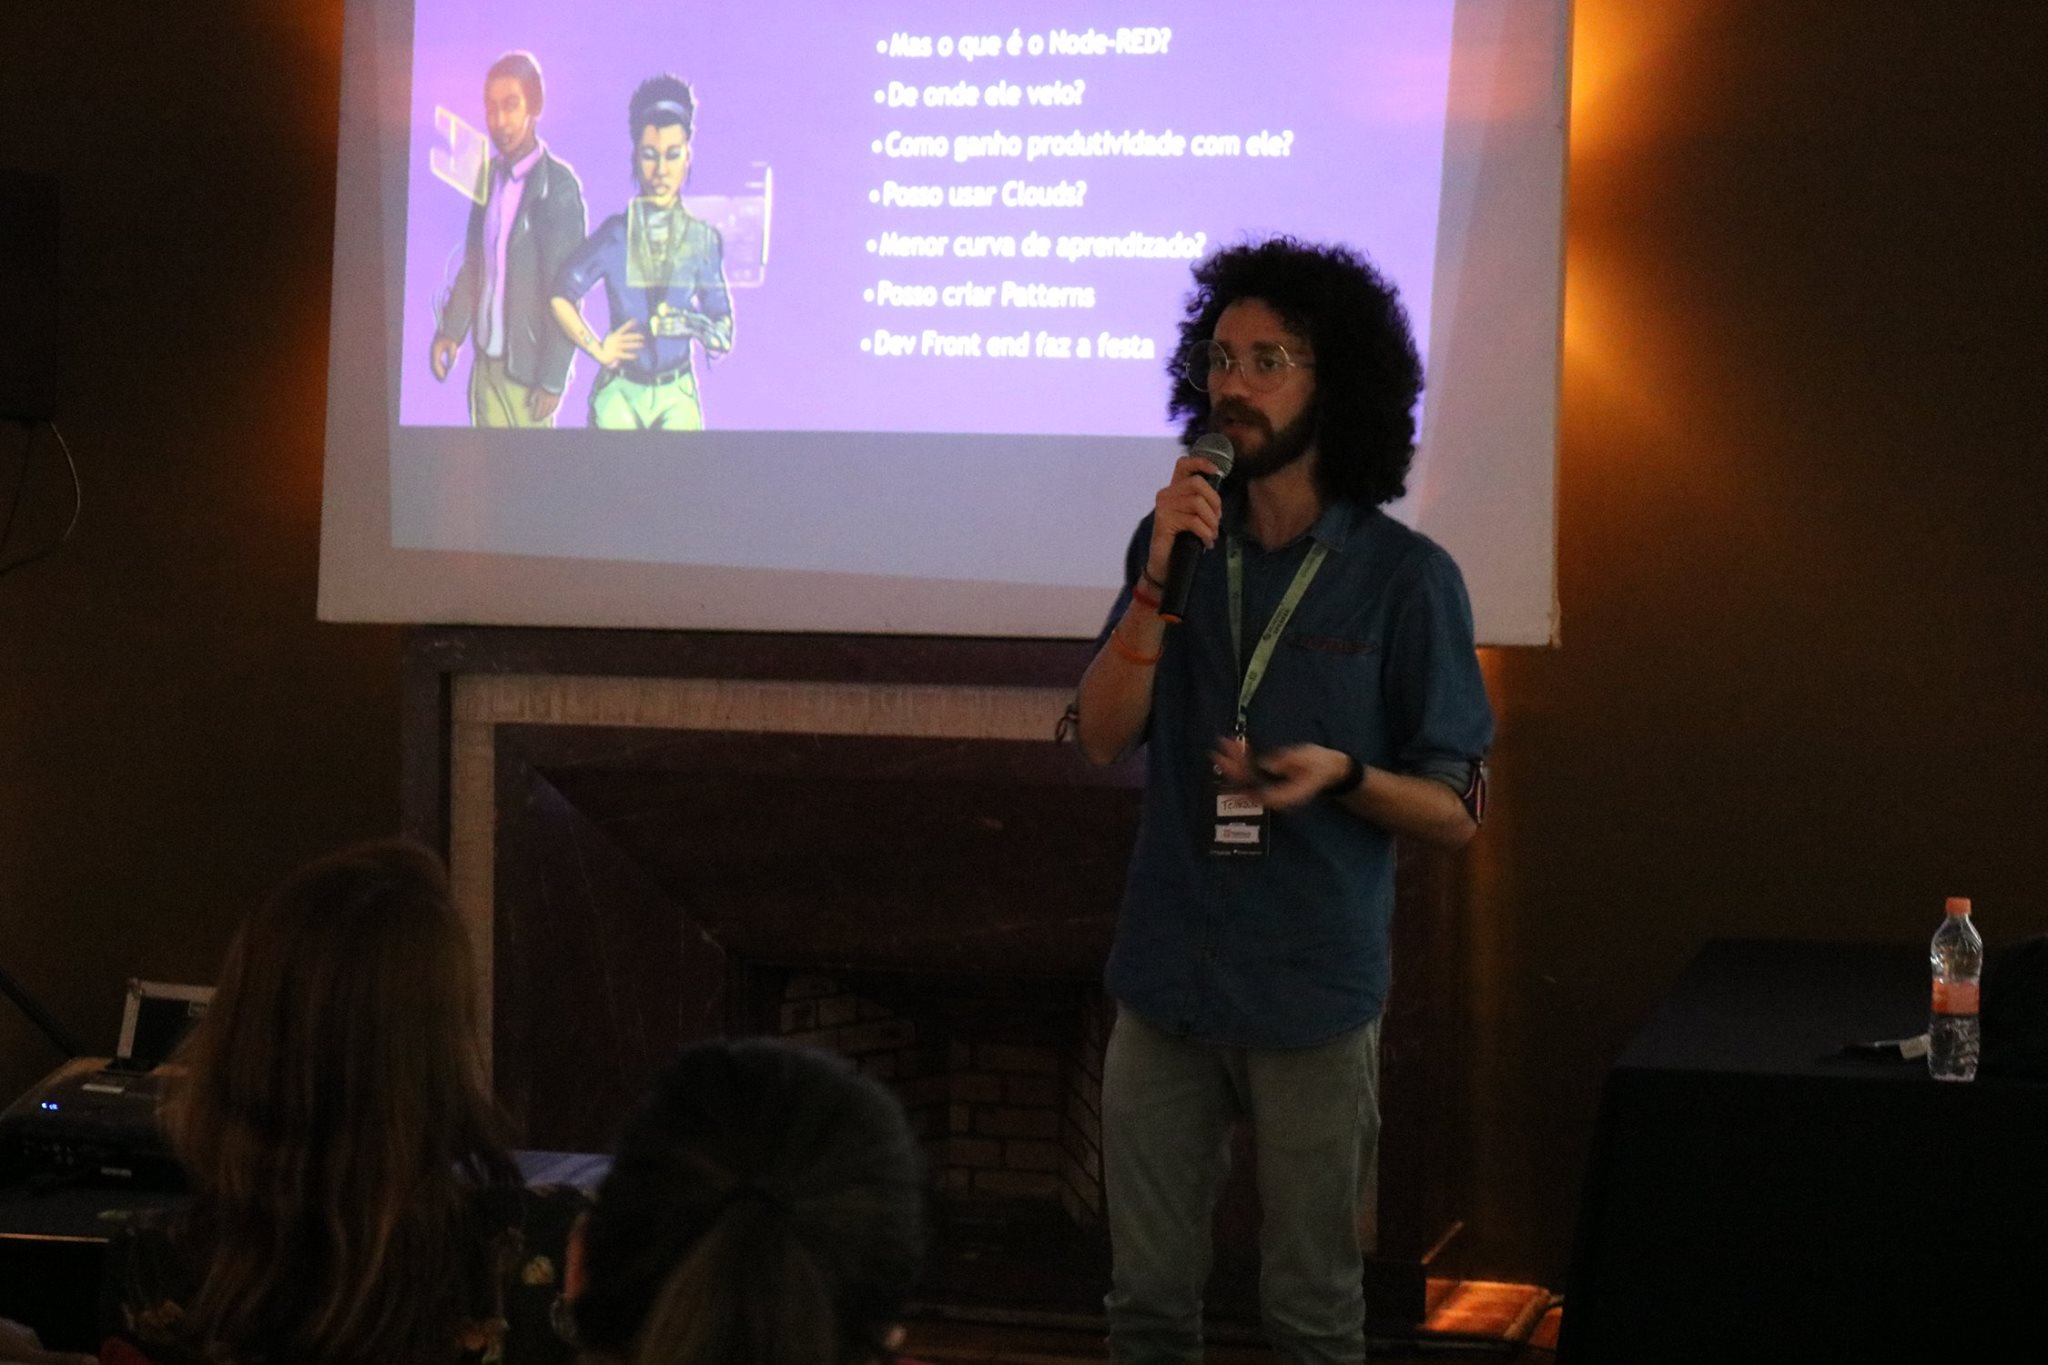 •Mas o que é o Node-RED?
•De onde ele veio?
•Como ganho produtividade com ele?
•Posso usar Clouds?
•Menor curva de aprendizado?
•Posso criar Patterns
•Dev Front end faz a festa